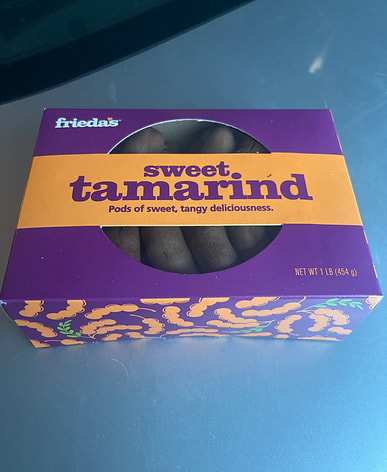 frieda's
sweet
tamarind
Pods of sweet, tangy deliciousness.
NET WT 1 LB (454 g)